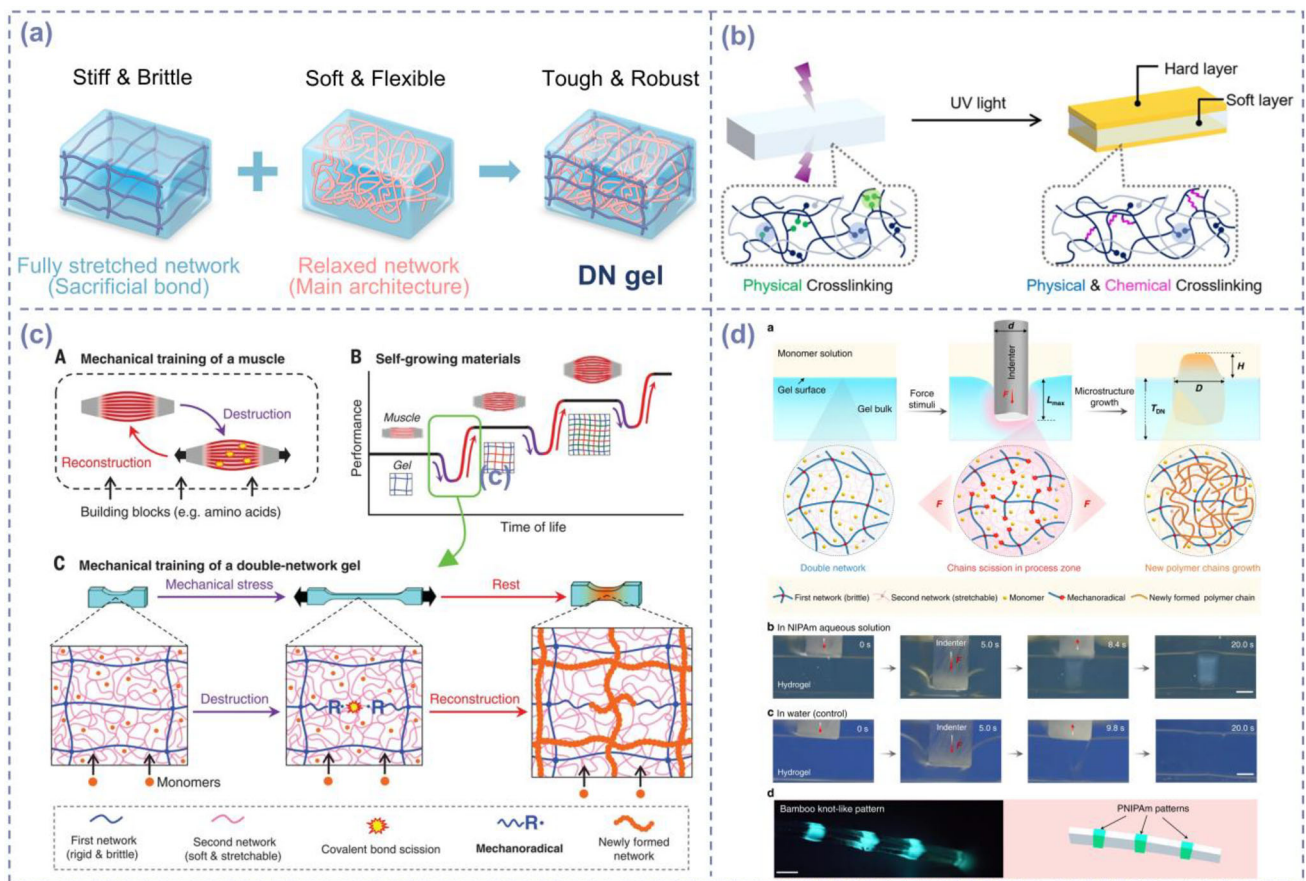 (a)
Stiff & Brittle
Soft & Flexible
Tough & Robust
Fully stretched network
(Sacrificial bond)
Relaxed network
(Main architecture)
DN gel
(b)
UV light
Hard layer
Soft layer
Physical Crosslinking
Physical & Chemical Crosslinking
(c)
A Mechanical training of a muscle
Destruction
Reconstruction
Building blocks (e.g. amino acids)
B Self-growing materials
Performance
Muscle
Gel
(c)
Time of life
C Mechanical training of a double-network gel
Mechanical stress
Rest
Destruction
R R
Reconstruction
Monomers
Monomers
First network
(rigid & brittle)
Second network
(soft & stretchable)
Covalent bond scission
R·
Mechanoradical
Newly formed
network
(d)
a
Monomer solution
Gel surface
Gel bulk
Force
stimuli
d
Indenter
F
Lmax
Microstructure
growth
H
D
TDN
F
F
Double network
Chains scission in process zone
New polymer chains growth
First network (brittle)
Second network (stretchable)
Monomer
Mechanoradical
Newly formed polymer chain
b In NIPAm aqueous solution
0 s
Hydrogel
Indenter
5.0 s
F
8.4 s
20.0 s
c In water (control)
0 s
Hydrogel
Indenter
5.0 s
F
9.8 s
20.0 s
d
Bamboo knot-like pattern
PNIPAm patterns